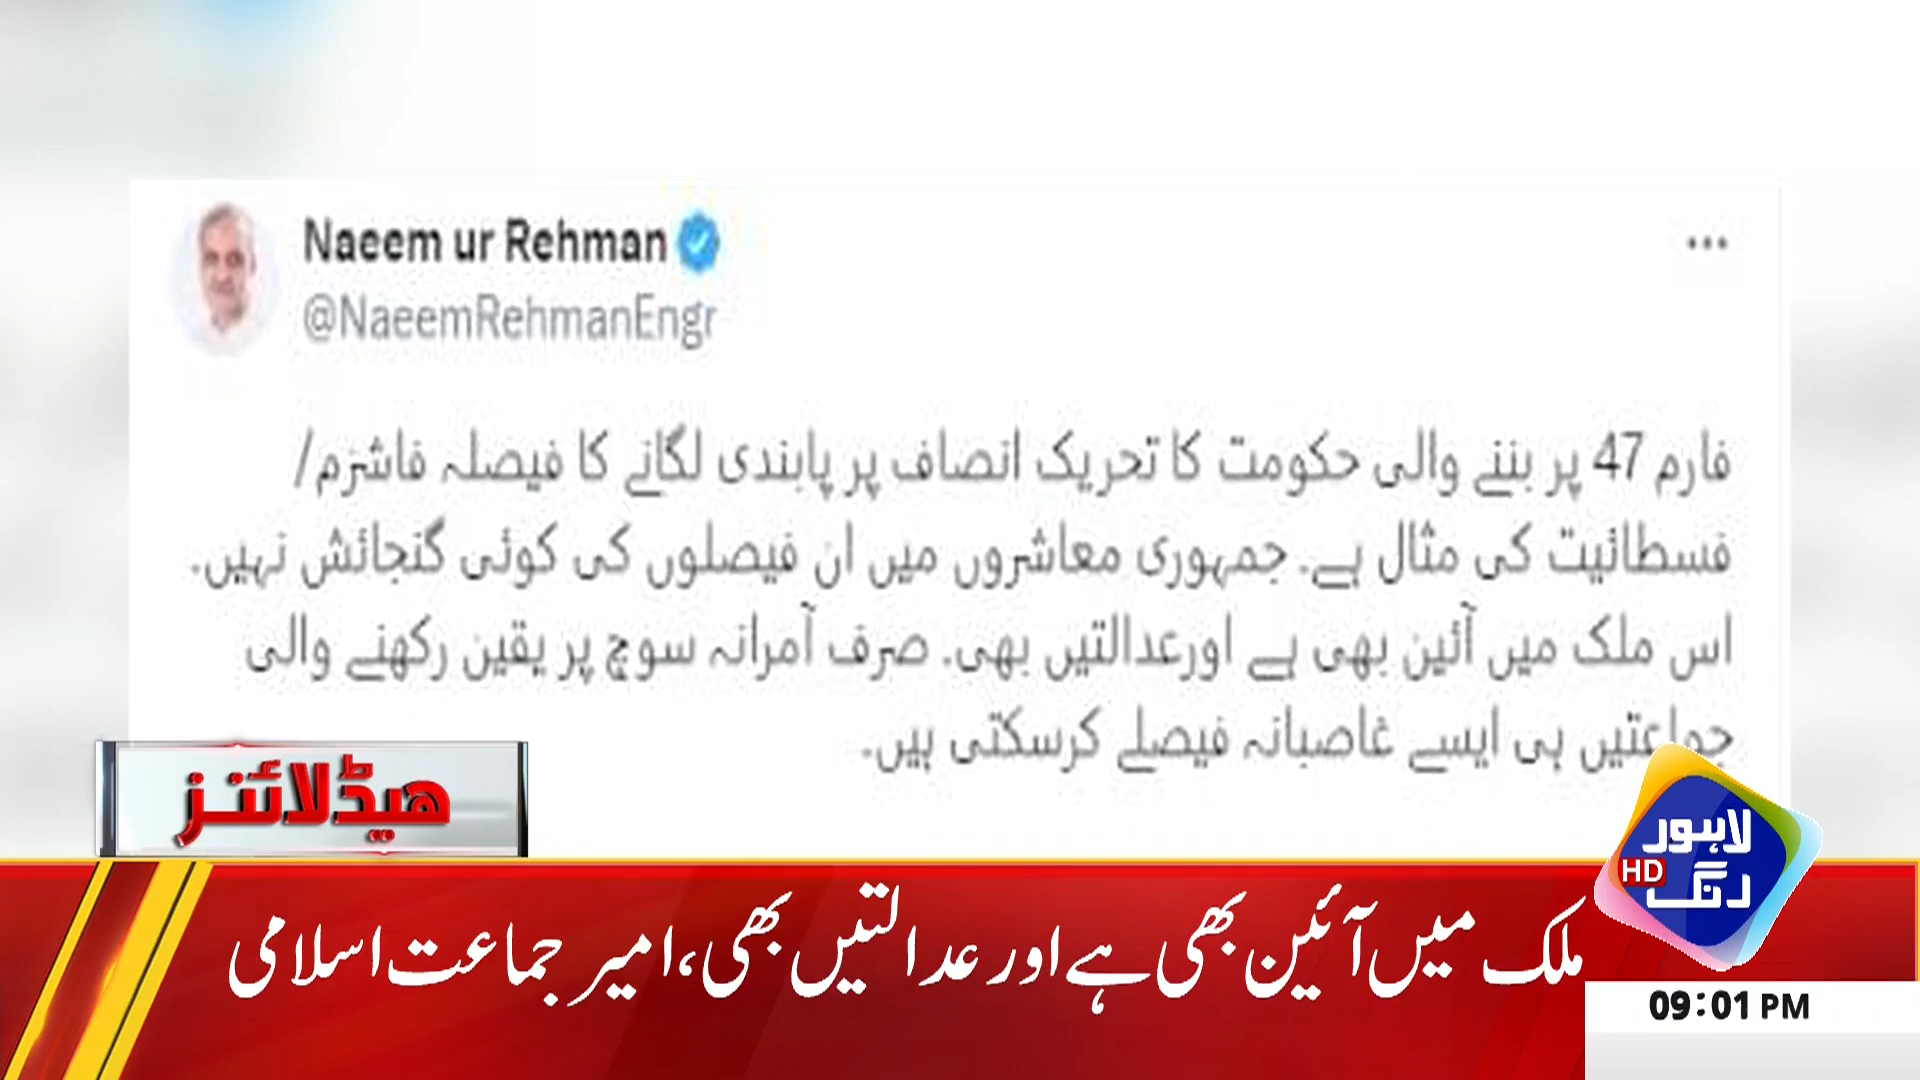 Naeem ur Rehman
@NaeemRehmanEngr
فارم 47 پر بننے والی حکومت کا تحریک انصاف پر پابندی لگانے کا فیصلہ فاشزم/
فسطائیت کی مثال ہے۔ جمہوری معاشروں میں ان فیصلوں کی کوئی گنجائش نہیں۔
اس ملک میں آئین بھی ہے اورعدالتیں بھی۔ صرف آمرانہ سوچ پر یقین رکھنے والی
جماعتیں ہی ایسے غاصبانہ فیصلے کرسکتی ہیں۔
ھیڈلائنز
لاہور
رنگ
HD
ملک میں آئین بھی ہے اور عدالتیں بھی، امیر جماعت اسلامی
09:01 PM